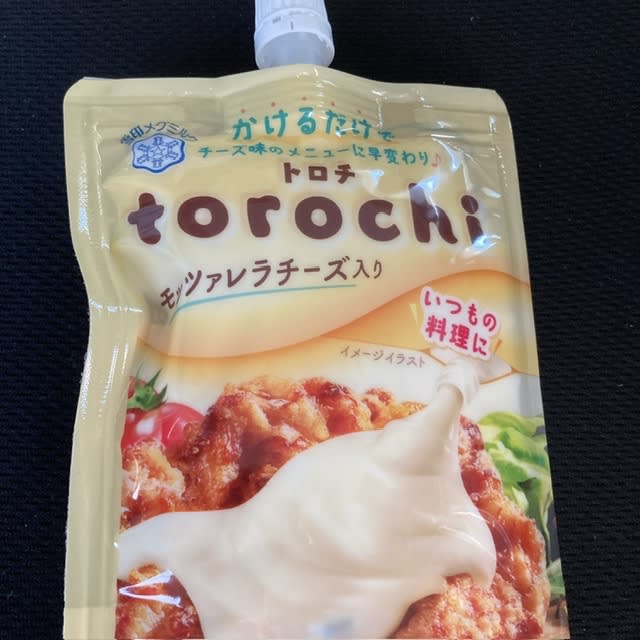 雪印メグミルク
かけるだけで
チーズ味のメニューに早変わり♪
トロチ
torochi
モッツァレラチーズ入り
いつもの
料理に
イメージイラスト